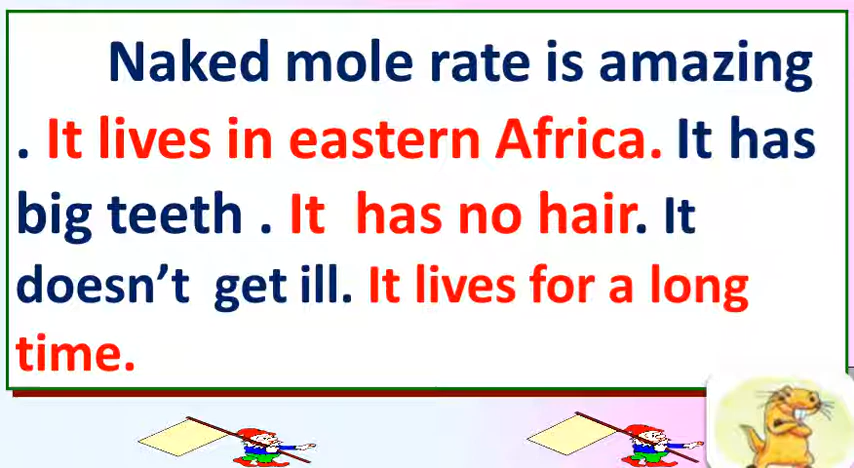 Naked mole rate is amazing
. It lives in eastern Africa. It has
big teeth . It  has no hair. It
doesn’t  get ill. It lives for a long
time.